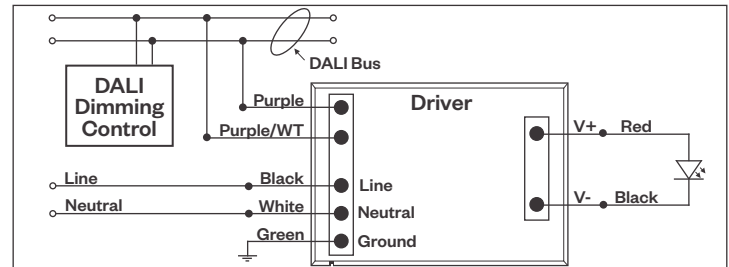 DALI Bus
DALI
Dimming
Control
Driver
Purple
Purple/WT
V+ Red
Line Black Line
V- Black
Neutral White Neutral
Green Ground